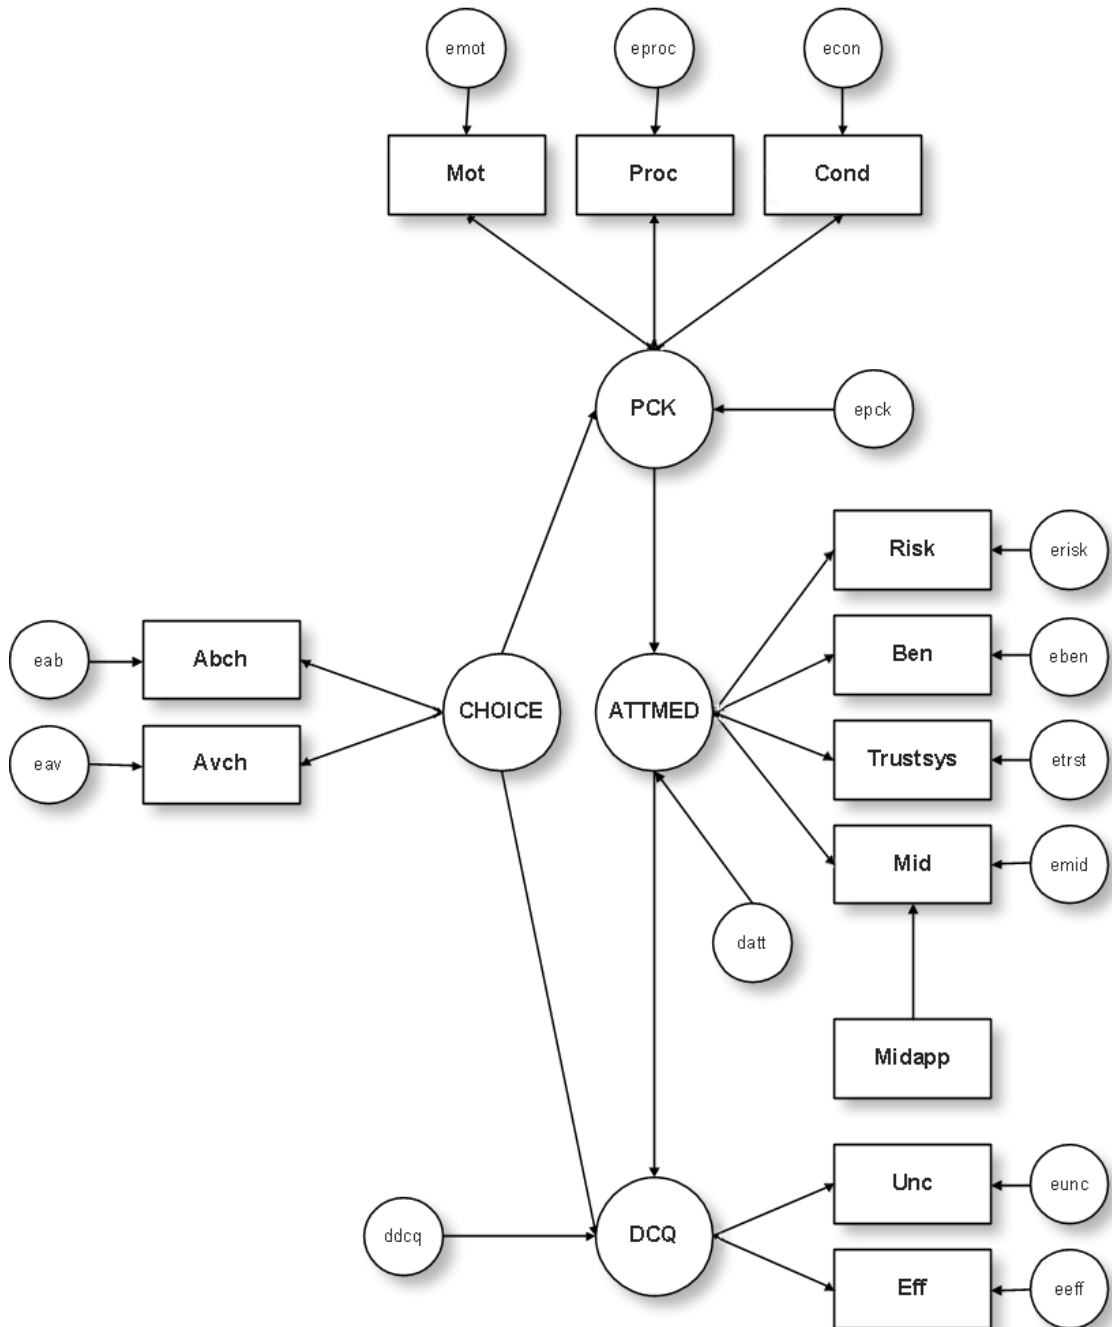 emot
eproc
econ
Mot
Proc
Cond
PCK
epck
Risk
erisk
eab
Abch
Ben
eben
CHOICE
ATTMED
eav
Avch
Trustsys
etrst
Mid
emid
datt
Midapp
Unc
eunc
ddcq
DCQ
Eff
eeff